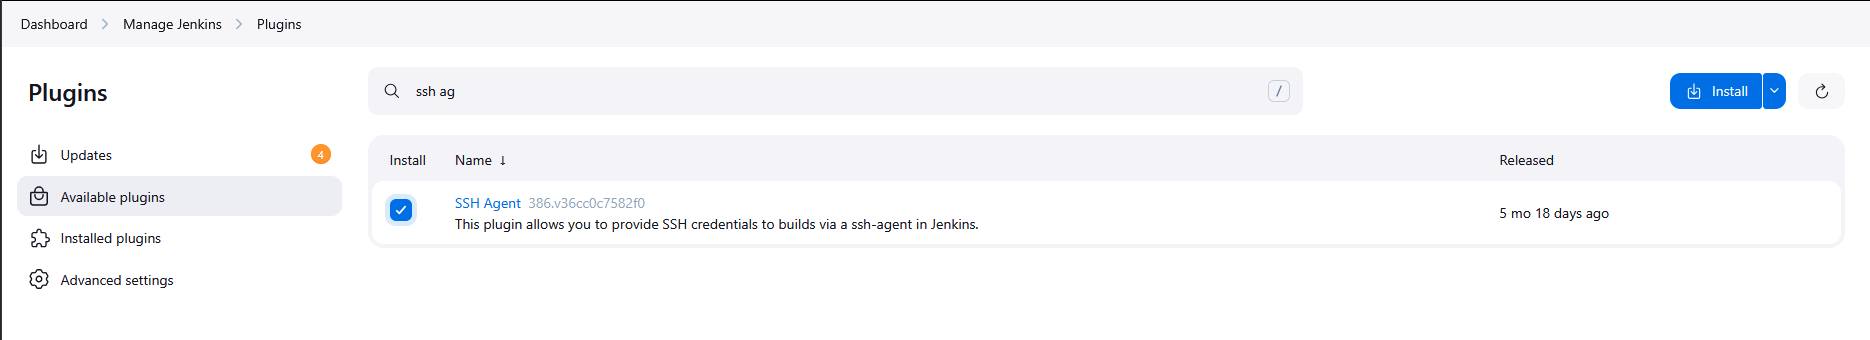 Dashboard > Manage Jenkins > Plugins
Plugins
ssh ag /
Install
Updates 4
Available plugins
Installed plugins
Advanced settings
Install Name ↓ Released
SSH Agent 386.v36cc0c7582f0
This plugin allows you to provide SSH credentials to builds via a ssh-agent in Jenkins.
5 mo 18 days ago